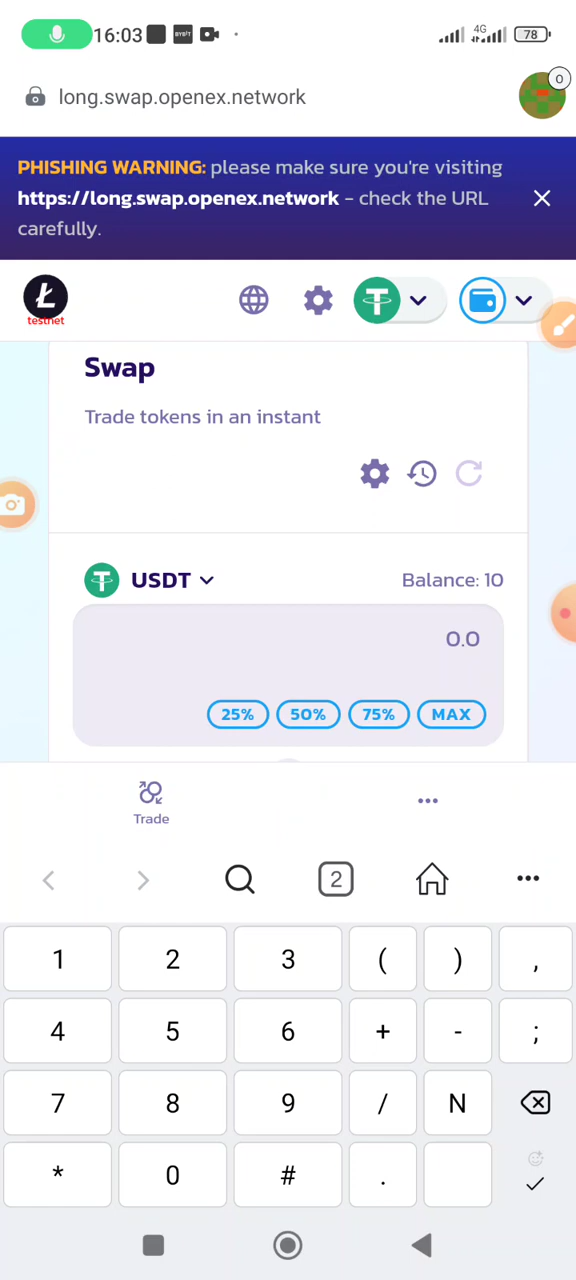 16:03
4G
78
long.swap.openex.network
0
PHISHING WARNING: please make sure you're visiting
https://long.swap.openex.network - check the URL
carefully.
testnet
Swap
Trade tokens in an instant
USDT
Balance: 10
0.0
25% 50% 75% MAX
Trade
2
1 2 3 ( ) ,
4 5 6 + - ;
7 8 9 / N
* 0 # .